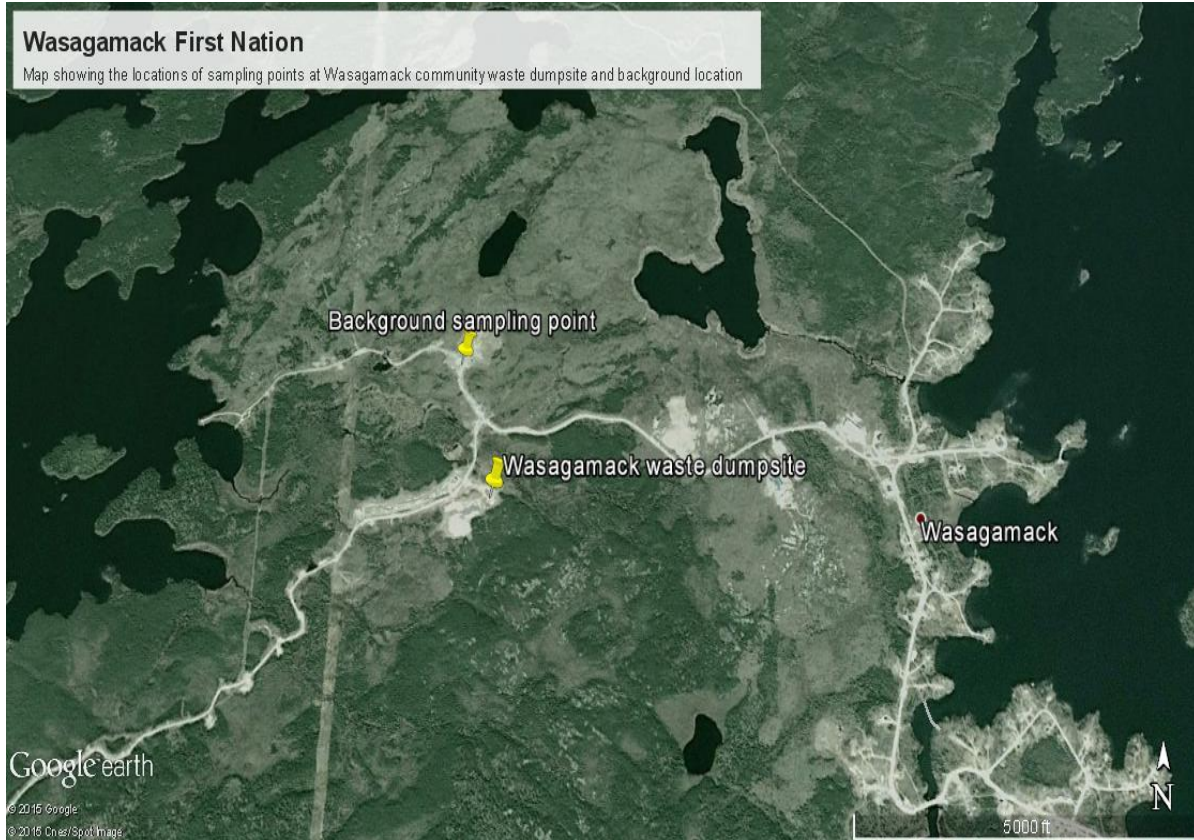 Wasagamack First Nation
Map showing the locations of sampling points at Wasagamack community waste dumpsite and background location
Background sampling point
Wasagamack waste dumpsite
Wasagamack
Google earth
© 2015 Google
© 2015 Cnes/Spot Image
5000 ft
N